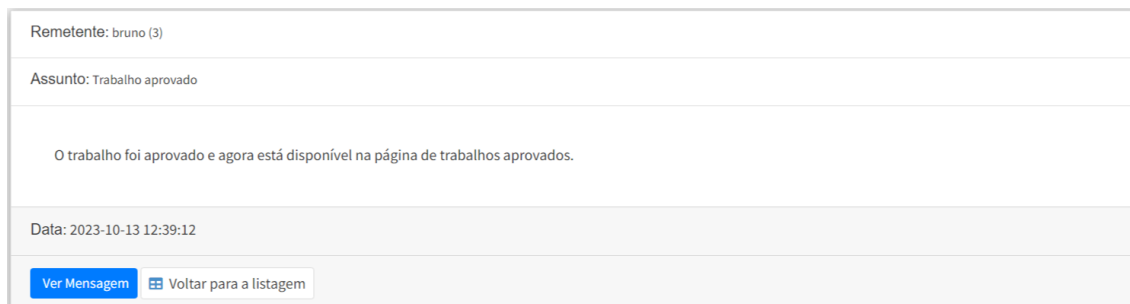 Remetente: bruno (3)
Assunto: Trabalho aprovado
O trabalho foi aprovado e agora está disponível na página de trabalhos aprovados.
Data: 2023-10-13 12:39:12
Ver Mensagem Voltar para a listagem